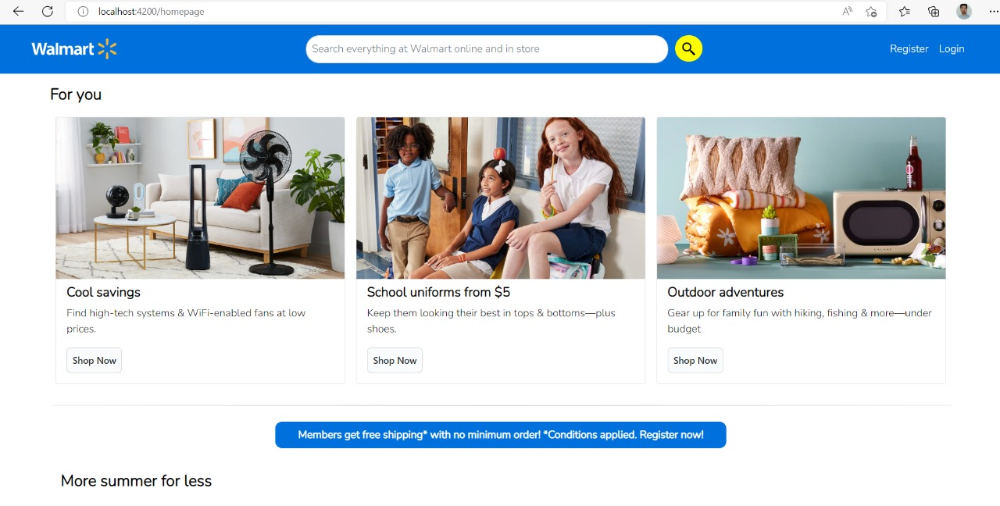 localhost:4200/homepage
Walmart
Search everything at Walmart online and in store
Register Login
For you
Cool savings
Find high-tech systems & WiFi-enabled fans at low
prices.
Shop Now
School uniforms from $5
Keep them looking their best in tops & bottoms—plus
shoes.
Shop Now
Outdoor adventures
Gear up for family fun with hiking, fishing & more—under
budget
Shop Now
Members get free shipping* with no minimum order! *Conditions applied. Register now!
More summer for less